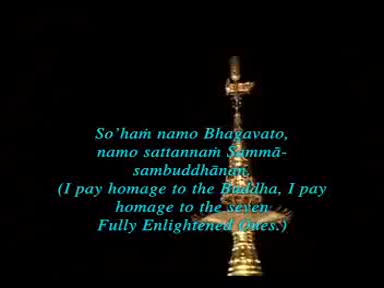 So’haṁ namo Bhagavato,
namo sattannaṁ Sammā-
sambuddhānaṁ.
(I pay homage to the Buddha, I pay
homage to the seven
Fully Enlightened Ones.)